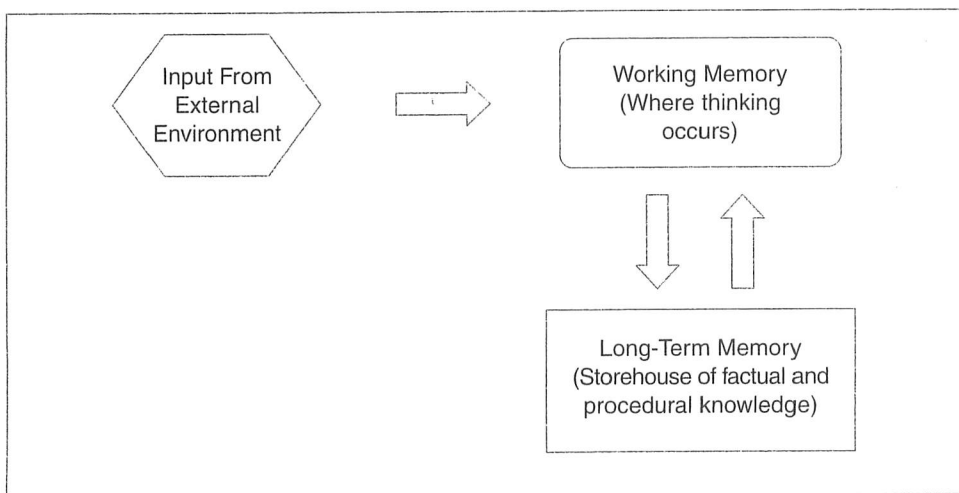 Input From
External
Environment
Working Memory
(Where thinking
occurs)
Long-Term Memory
(Storehouse of factual and
procedural knowledge)